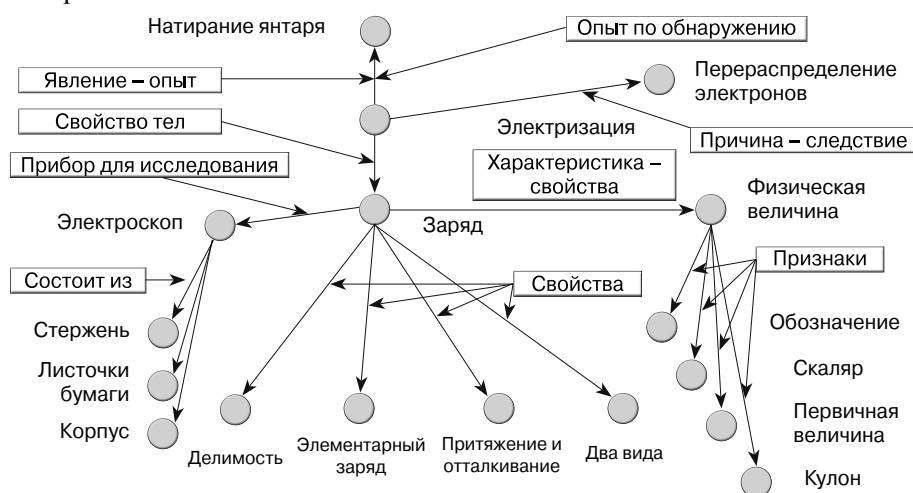 Натирание янтаря
Опыт по обнаружению
Явление – опыт
Перераспределение
электронов
Свойство тел
Электризация
Причина – следствие
Прибор для исследования
Характеристика –
свойства
Физическая
величина
Электроскоп
Заряд
Признаки
Состоит из
Свойства
Стержень
Обозначение
Листочки
бумаги
Скаляр
Корпус
Делимость
Элементарный
заряд
Притяжение и
отталкивание
Два вида
Первичная
величина
Кулон